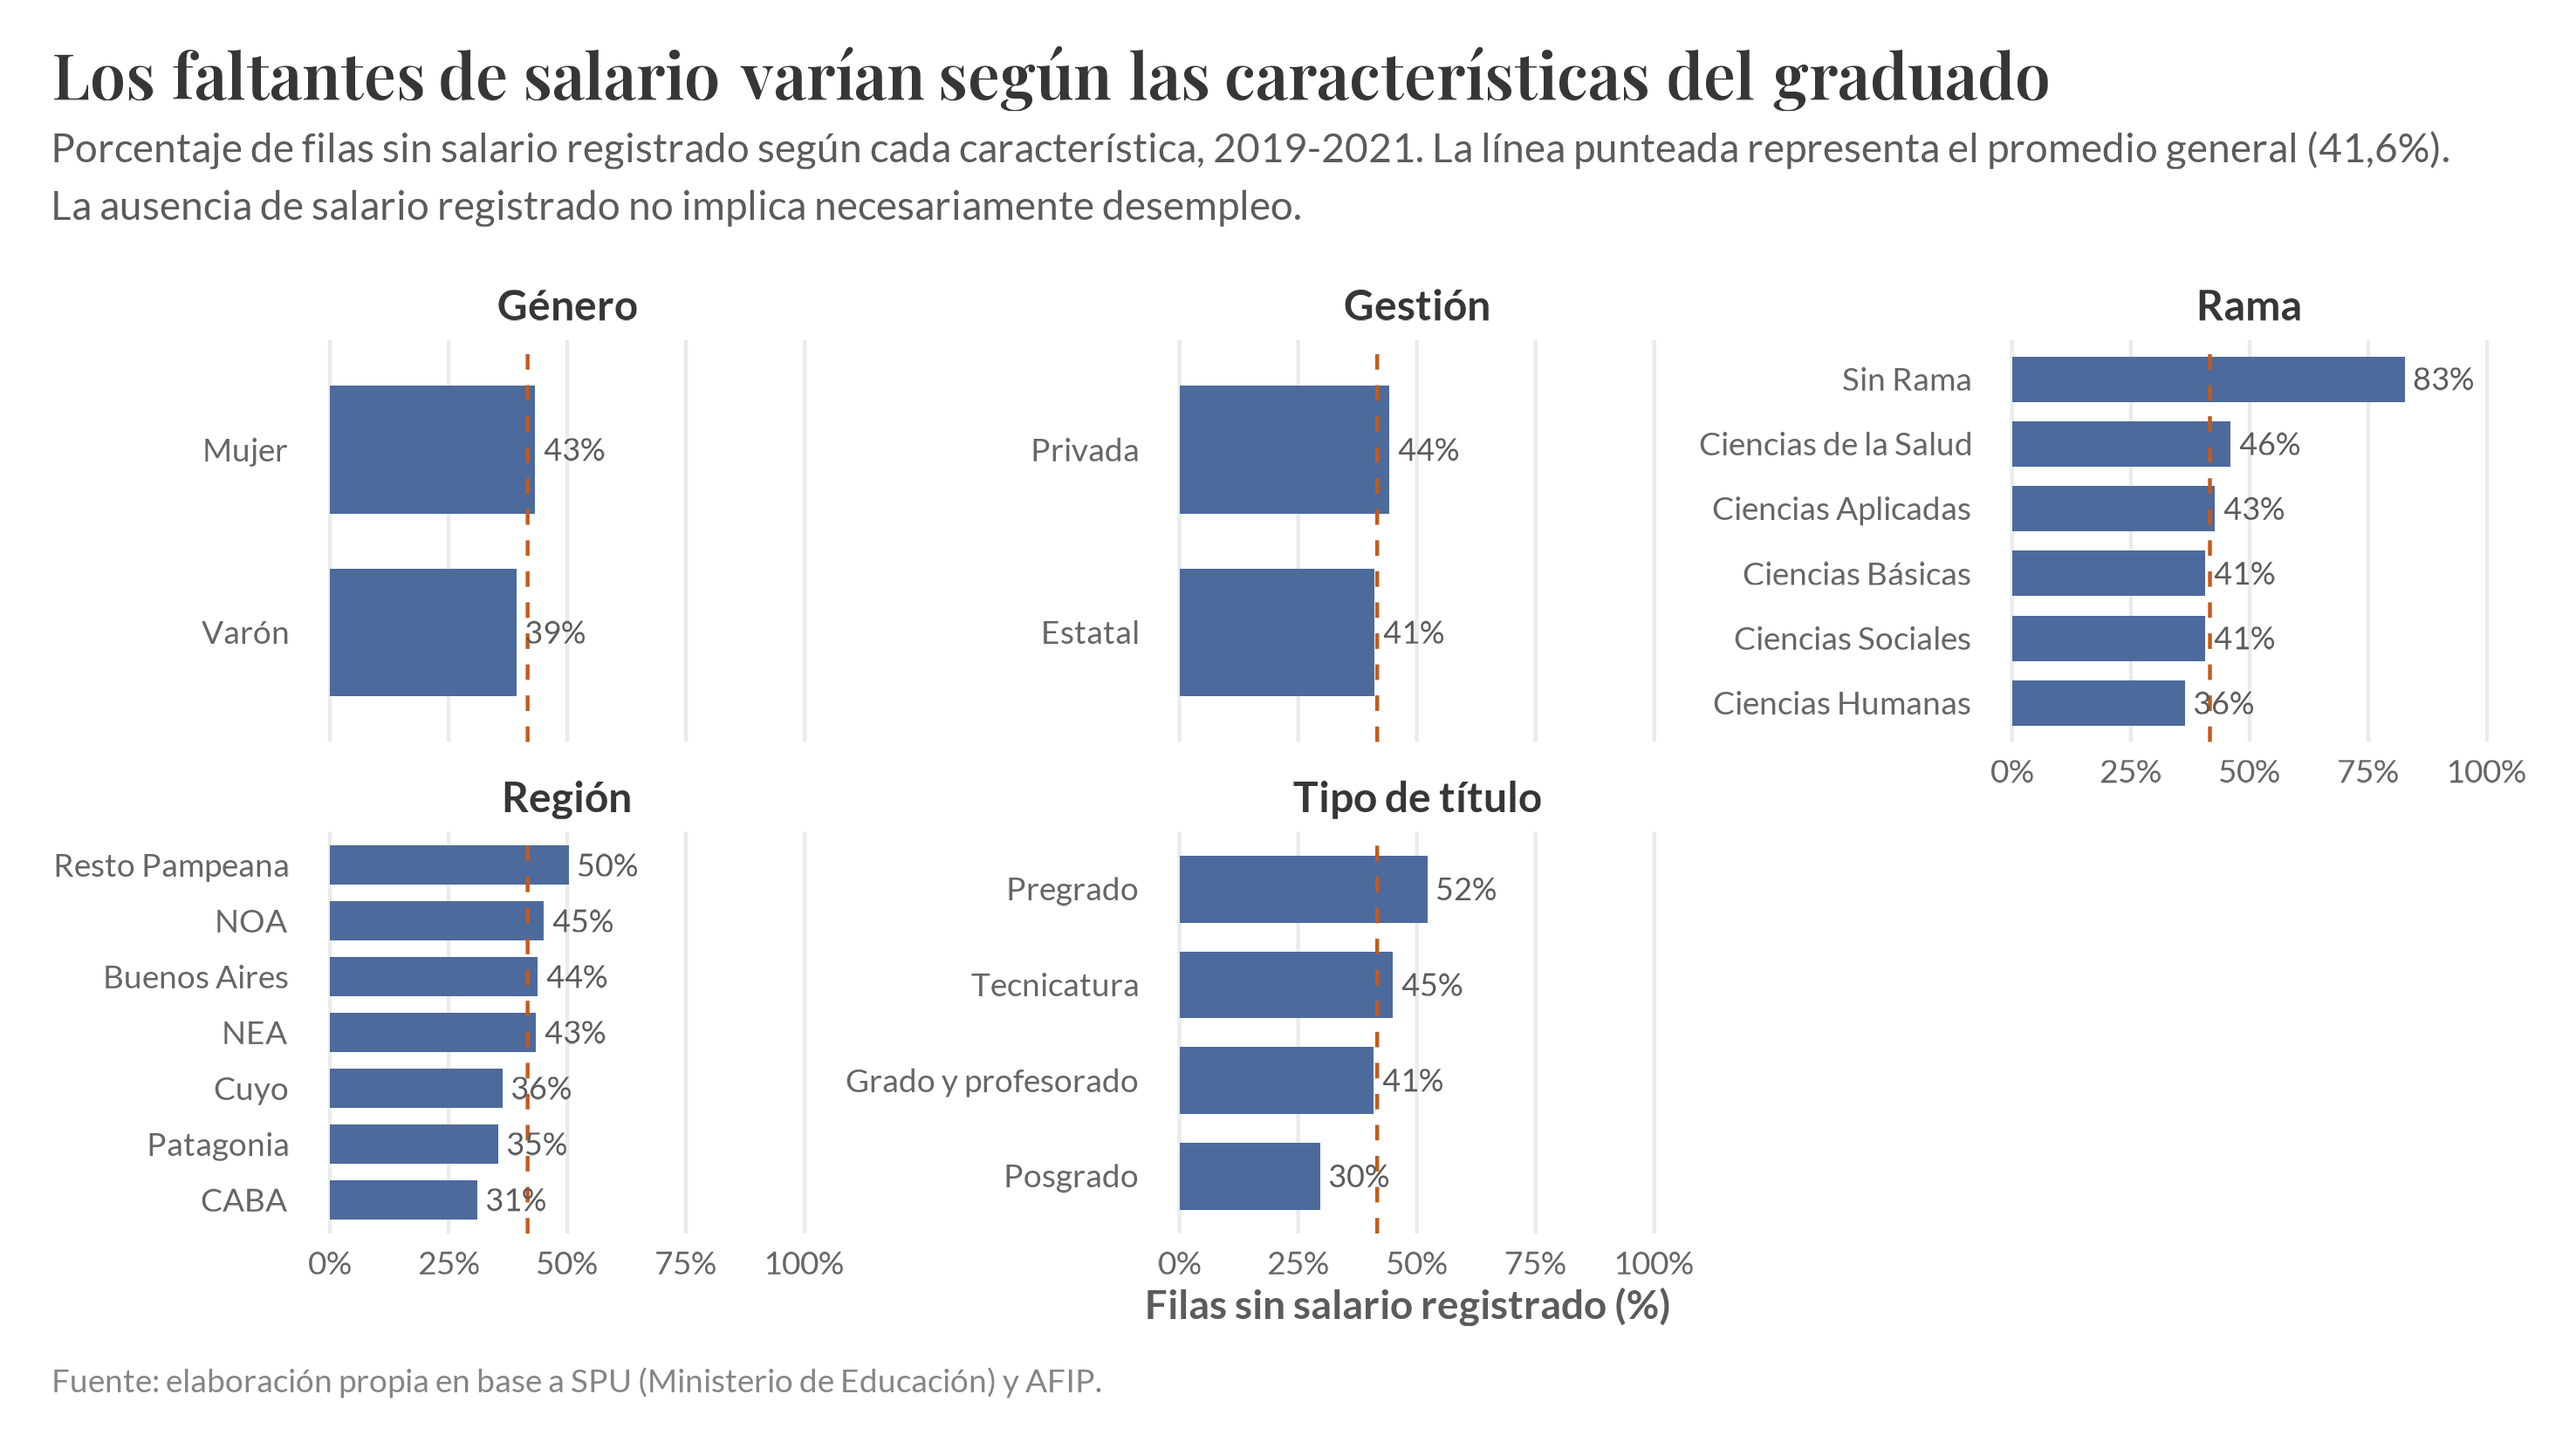 Los faltantes de salario varían según las características del graduado
Porcentaje de filas sin salario registrado según cada característica, 2019-2021. La línea punteada representa el promedio general (41,6%).
La ausencia de salario registrado no implica necesariamente desempleo.
Género
Mujer 43%
Varón 39%
Gestión
Privada 44%
Estatal 41%
Rama
Sin Rama 83%
Ciencias de la Salud 46%
Ciencias Aplicadas 43%
Ciencias Básicas 41%
Ciencias Sociales 41%
Ciencias Humanas 36%
0% 25% 50% 75% 100%
Región
Resto Pampeana 50%
NOA 45%
Buenos Aires 44%
NEA 43%
Cuyo 36%
Patagonia 35%
CABA 31%
0% 25% 50% 75% 100%
Tipo de título
Pregrado 52%
Tecnicatura 45%
Grado y profesorado 41%
Posgrado 30%
0% 25% 50% 75% 100%
Filas sin salario registrado (%)
Fuente: elaboración propia en base a SPU (Ministerio de Educación) y AFIP.